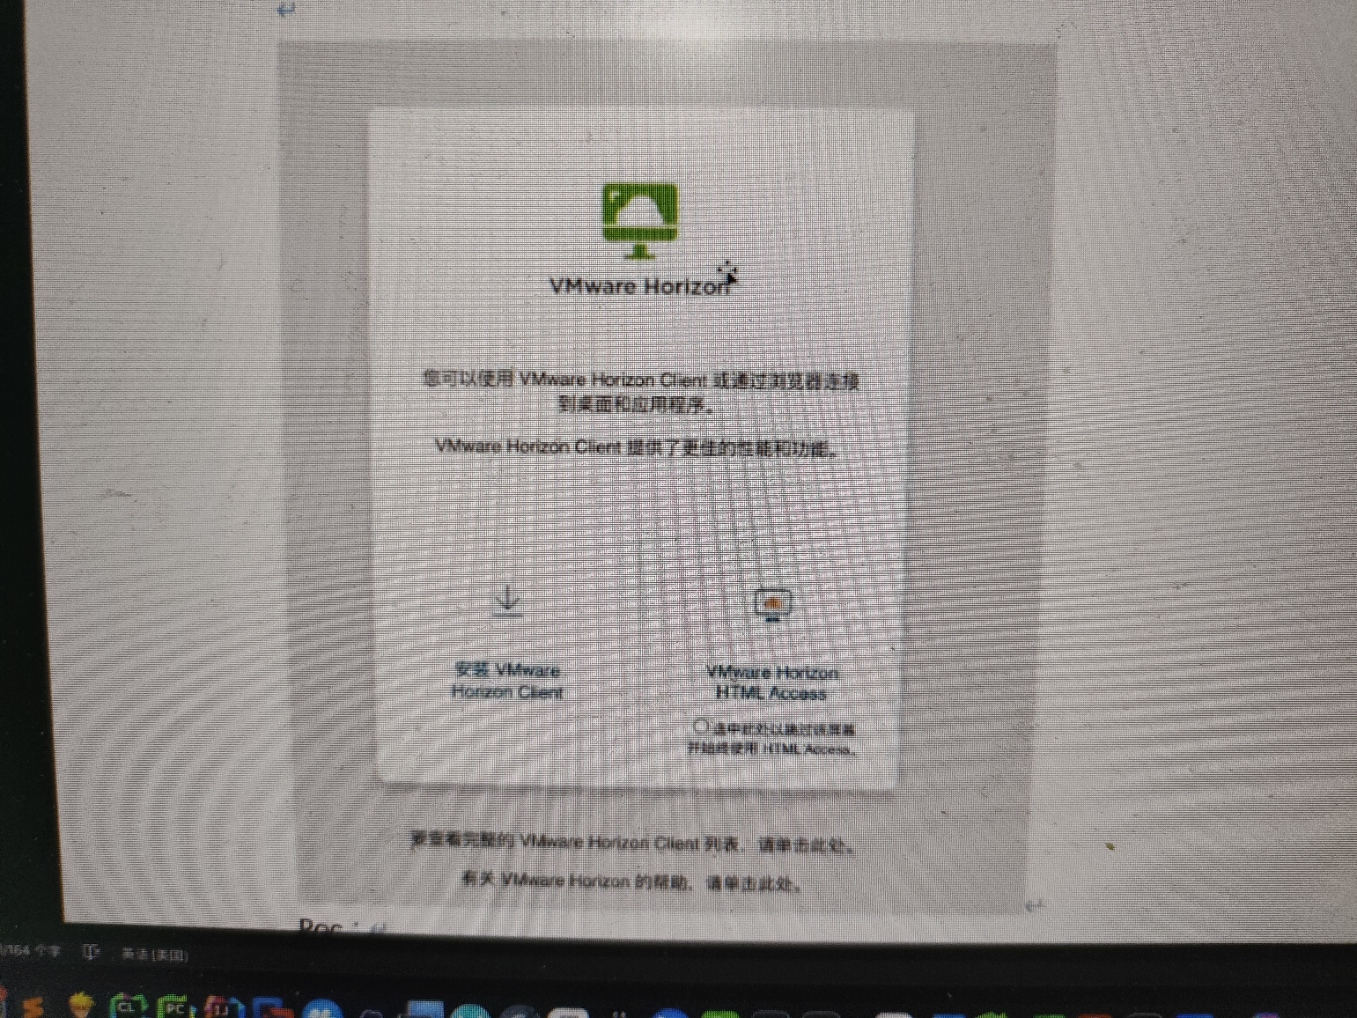 VMware Horizon
您可以使用 VMware Horizon Client 或通过浏览器连接
到桌面和应用程序。
VMware Horizon Client 提供了更佳的性能和功能。
安装 VMware
Horizon Client
VMware Horizon
HTML Access
选中此处以跳过该屏幕
并始终使用 HTML Access。
要查看完整的 VMware Horizon Client 列表，请单击此处。
有关 VMware Horizon 的帮助，请单击此处。
Poc：
/164 个字 英语(美国)
CL PC IJ